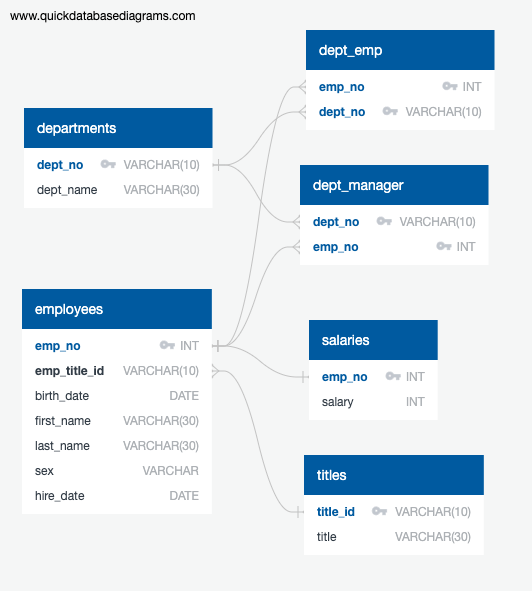 www.quickdatabasediagrams.com
dept_emp
emp_no INT
dept_no VARCHAR(10)
departments
dept_no VARCHAR(10)
dept_name VARCHAR(30)
dept_manager
dept_no VARCHAR(10)
emp_no INT
employees
emp_no INT
emp_title_id VARCHAR(10)
birth_date DATE
first_name VARCHAR(30)
last_name VARCHAR(30)
sex VARCHAR
hire_date DATE
salaries
emp_no INT
salary INT
titles
title_id VARCHAR(10)
title VARCHAR(30)